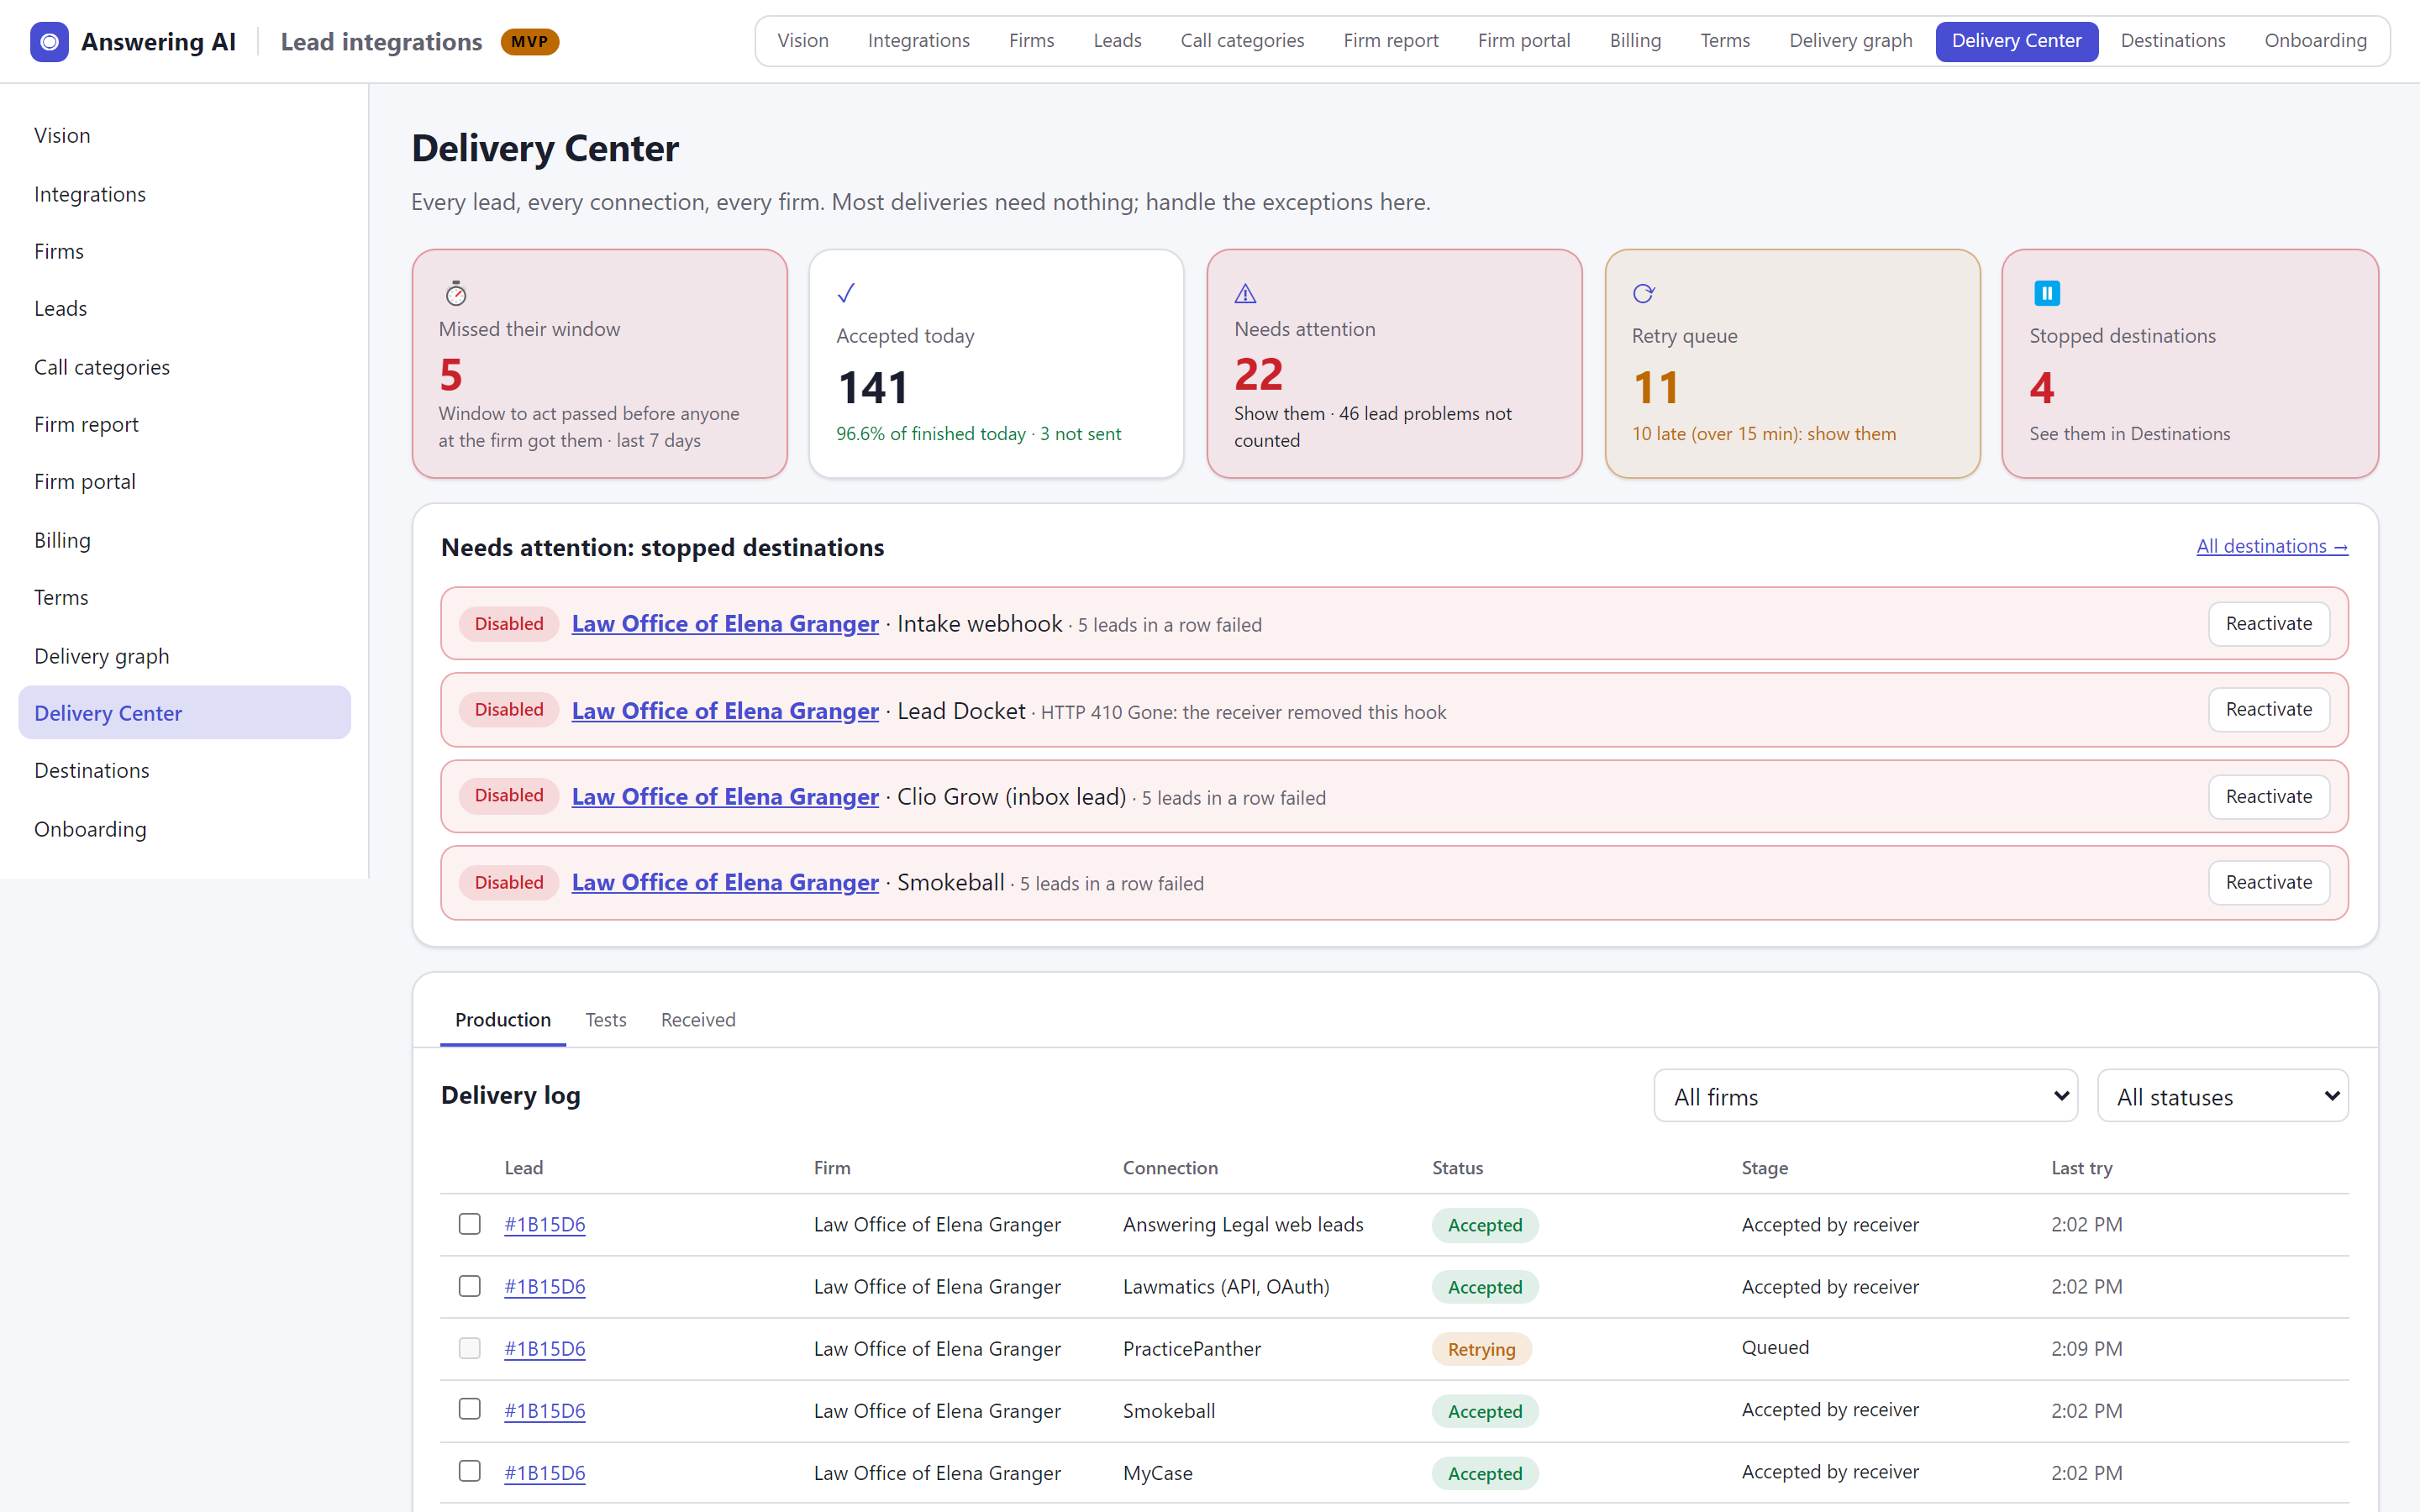 Answering AI
Lead integrations
MVP
Vision
Integrations
Firms
Leads
Call categories
Firm report
Firm portal
Billing
Terms
Delivery graph
Delivery Center
Destinations
Onboarding
Vision
Integrations
Firms
Leads
Call categories
Firm report
Firm portal
Billing
Terms
Delivery graph
Delivery Center
Destinations
Onboarding
Delivery Center
Every lead, every connection, every firm. Most deliveries need nothing; handle the exceptions here.
Missed their window
5
Window to act passed before anyone
at the firm got them · last 7 days
Accepted today
141
96.6% of finished today · 3 not sent
Needs attention
22
Show them · 46 lead problems not
counted
Retry queue
11
10 late (over 15 min): show them
Stopped destinations
4
See them in Destinations
Needs attention: stopped destinations
All destinations →
Disabled Law Office of Elena Granger · Intake webhook · 5 leads in a row failed Reactivate
Disabled Law Office of Elena Granger · Lead Docket · HTTP 410 Gone: the receiver removed this hook Reactivate
Disabled Law Office of Elena Granger · Clio Grow (inbox lead) · 5 leads in a row failed Reactivate
Disabled Law Office of Elena Granger · Smokeball · 5 leads in a row failed Reactivate
Production Tests Received
Delivery log
All firms
All statuses
Lead Firm Connection Status Stage Last try
#1B15D6 Law Office of Elena Granger Answering Legal web leads Accepted Accepted by receiver 2:02 PM
#1B15D6 Law Office of Elena Granger Lawmatics (API, OAuth) Accepted Accepted by receiver 2:02 PM
#1B15D6 Law Office of Elena Granger PracticePanther Retrying Queued 2:09 PM
#1B15D6 Law Office of Elena Granger Smokeball Accepted Accepted by receiver 2:02 PM
#1B15D6 Law Office of Elena Granger MyCase Accepted Accepted by receiver 2:02 PM